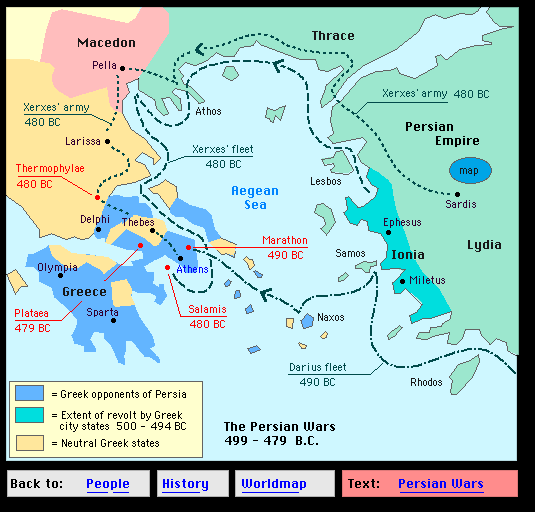 Macedon
Thrace
Pella
Xerxes' army 480 BC
Xerxes' army
480 BC
Athos
Persian
Empire
Larissa
Xerxes' fleet
480 BC
Thermophylae
480 BC
map
Lesbos
Aegean
Sea
Sardis
Delphi
Thebes
Ephesus
Marathon
490 BC
Lydia
Samos
Ionia
Olympia
Athens
Miletus
Greece
Plataea
479 BC
Sparta
Salamis
480 BC
Naxos
Darius fleet
490 BC
Rhodos
= Greek opponents of Persia
= Extent of revolt by Greek
city states 500 - 494 BC
= Neutral Greek states
The Persian Wars
499 - 479 B.C.
Back to: People
History
Worldmap
Text: Persian Wars